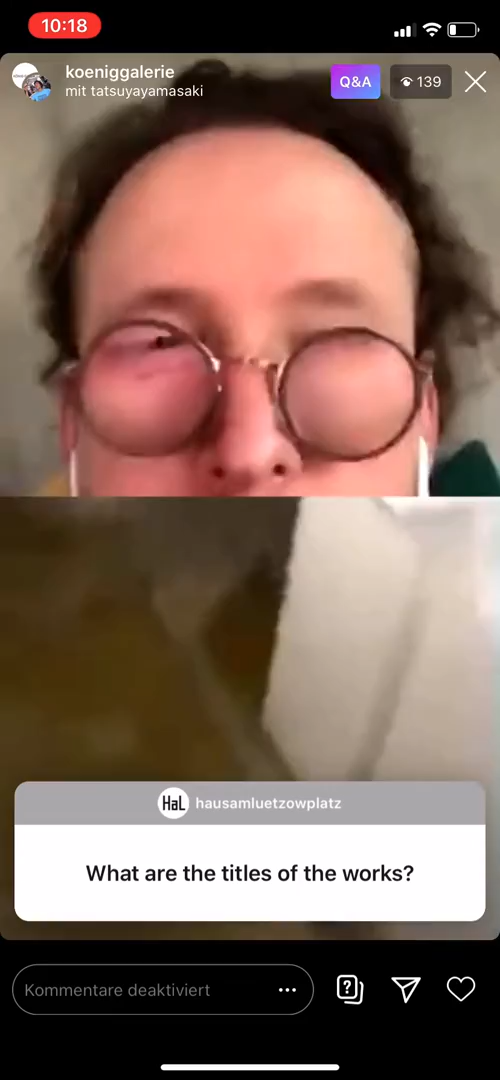 10:18
koeniggalerie
mit tatsuyayamasaki
Q&A
139
HaL
hausamluetzowplatz
What are the titles of the works?
Kommentare deaktiviert